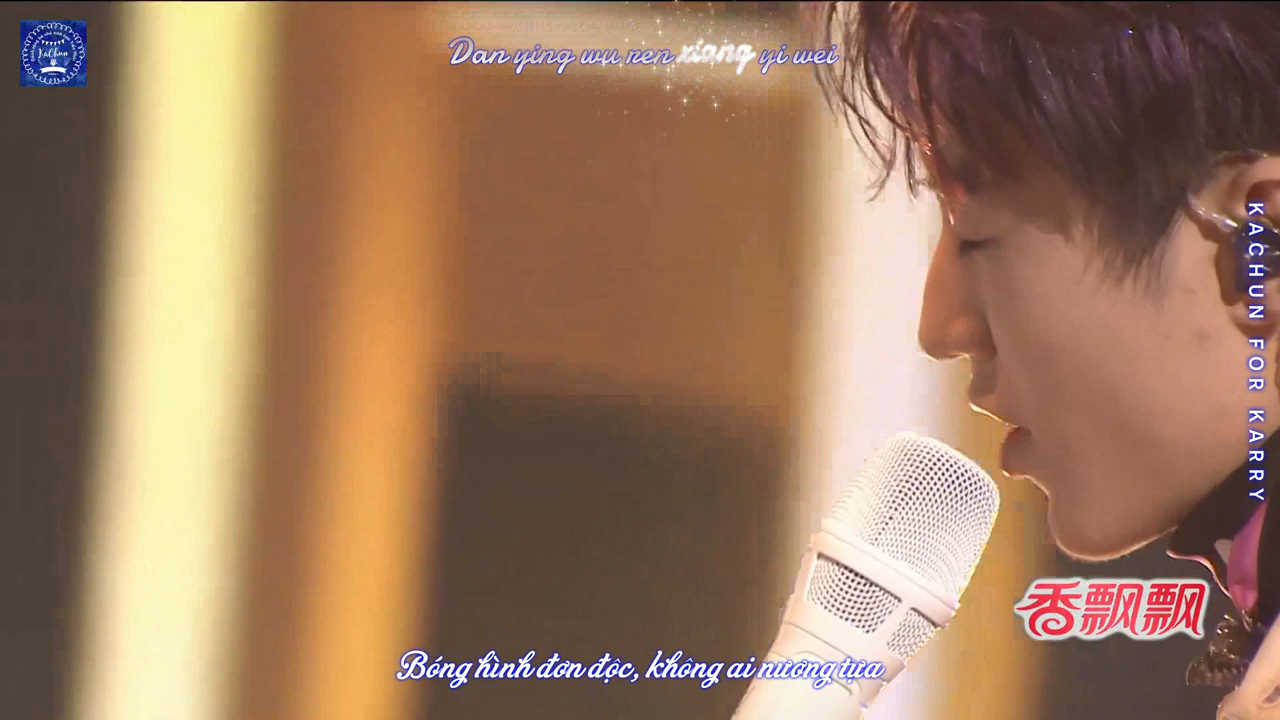 Dan ying wu ren xiang yi wei
KaChun
KACHUN FOR KARRY
香飘飘
Bóng hình đơn độc, không ai nương tựa